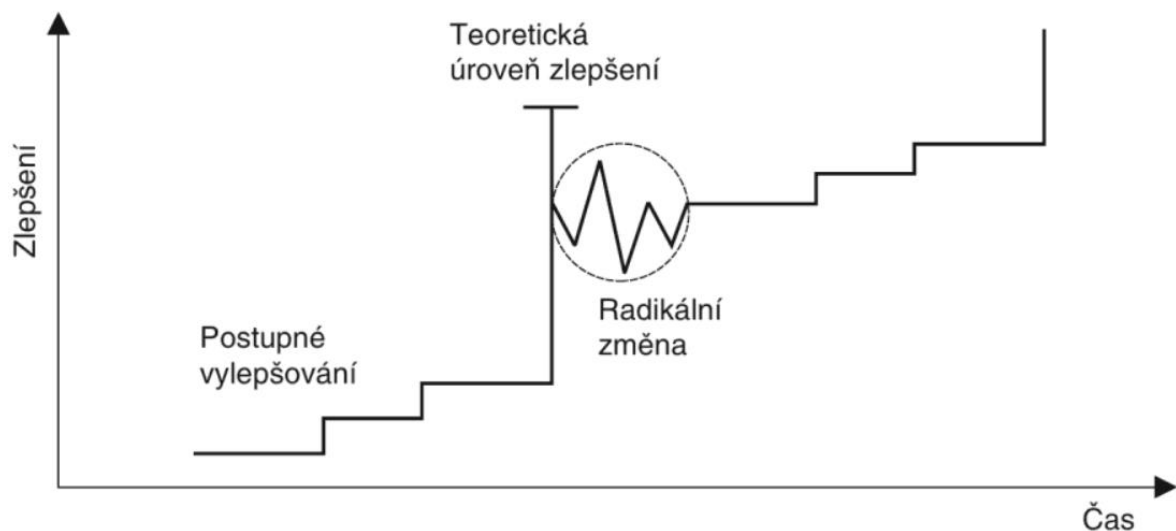 Teoretická
úroveň zlepšení
Zlepšení
Radikální
změna
Postupné
vylepšování
Čas